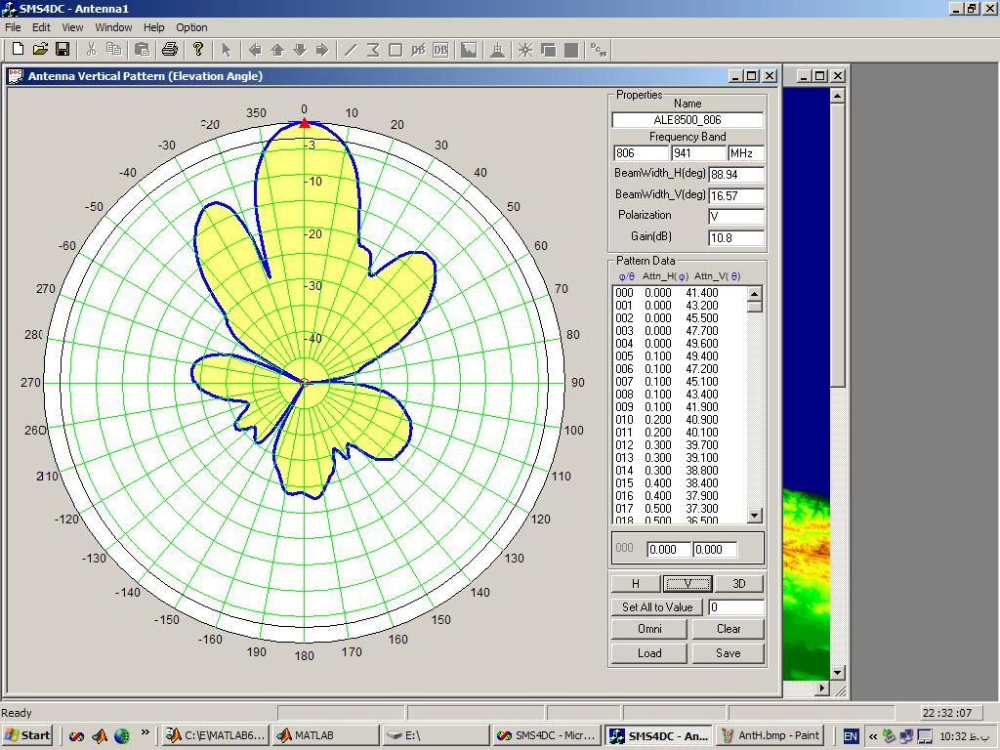 SMS4DC - Antenna1
File Edit View Window Help Option
Antenna Vertical Pattern (Elevation Angle)
350 0 10
-20 20
-30 30
-40 40
-50 50
-60 60
270 70
280 80
270 90
260 100
210 110
-120 120
-130 130
-140 140
-150 150
-160 160
190 180 170
-3
-10
-20
-30
-40
Properties
Name
ALE8500_806
Frequency Band
806 941 MHz
BeamWidth_H(deg) 88.94
BeamWidth_V(deg) 16.57
Polarization V
Gain(dB) 10.8
Pattern Data
φ/θ Attn_H( φ) Attn_V( θ)
000 0.000 41.400
001 0.000 43.200
002 0.000 45.500
003 0.000 47.700
004 0.000 49.600
005 0.100 49.400
006 0.100 47.200
007 0.100 45.100
008 0.100 43.400
009 0.100 41.900
010 0.200 40.900
011 0.200 40.100
012 0.300 39.700
013 0.300 39.100
014 0.300 38.800
015 0.400 38.400
016 0.400 37.900
017 0.500 37.300
018 0.500 36.500
000 0.000 0.000
H V 3D
Set All to Value 0
Omni Clear
Load Save
Ready
22:32:07
Start » C:\E\MATLAB6... MATLAB E:\ SMS4DC - Micr... SMS4DC - An... AntH.bmp - Paint EN « 10:32 ب.ظ